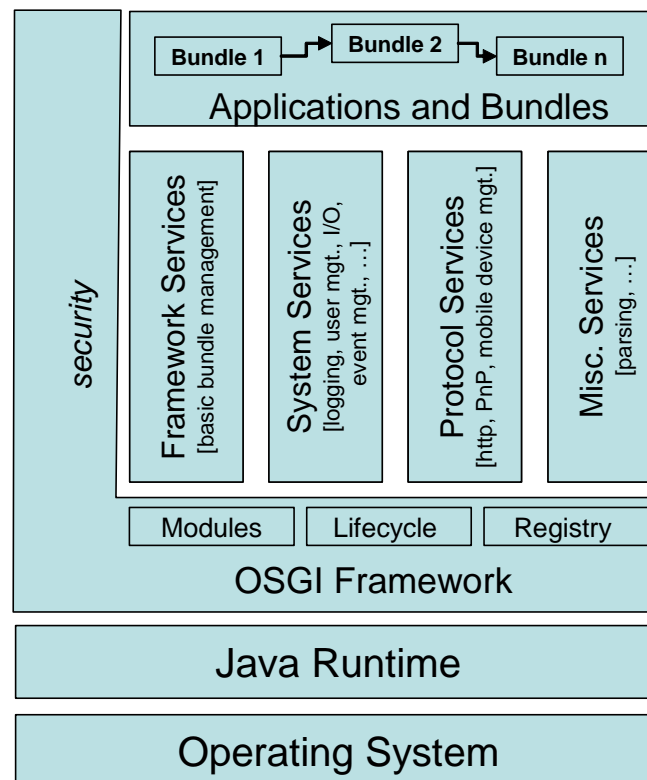 Bundle 1
Bundle 2
Bundle n
Applications and Bundles
security
Framework Services
[basic bundle management]
System Services
[logging, user mgt., I/O,
event mgt., …]
Protocol Services
[http, PnP, mobile device mgt.]
Misc. Services
[parsing, …]
Modules
Lifecycle
Registry
OSGI Framework
Java Runtime
Operating System